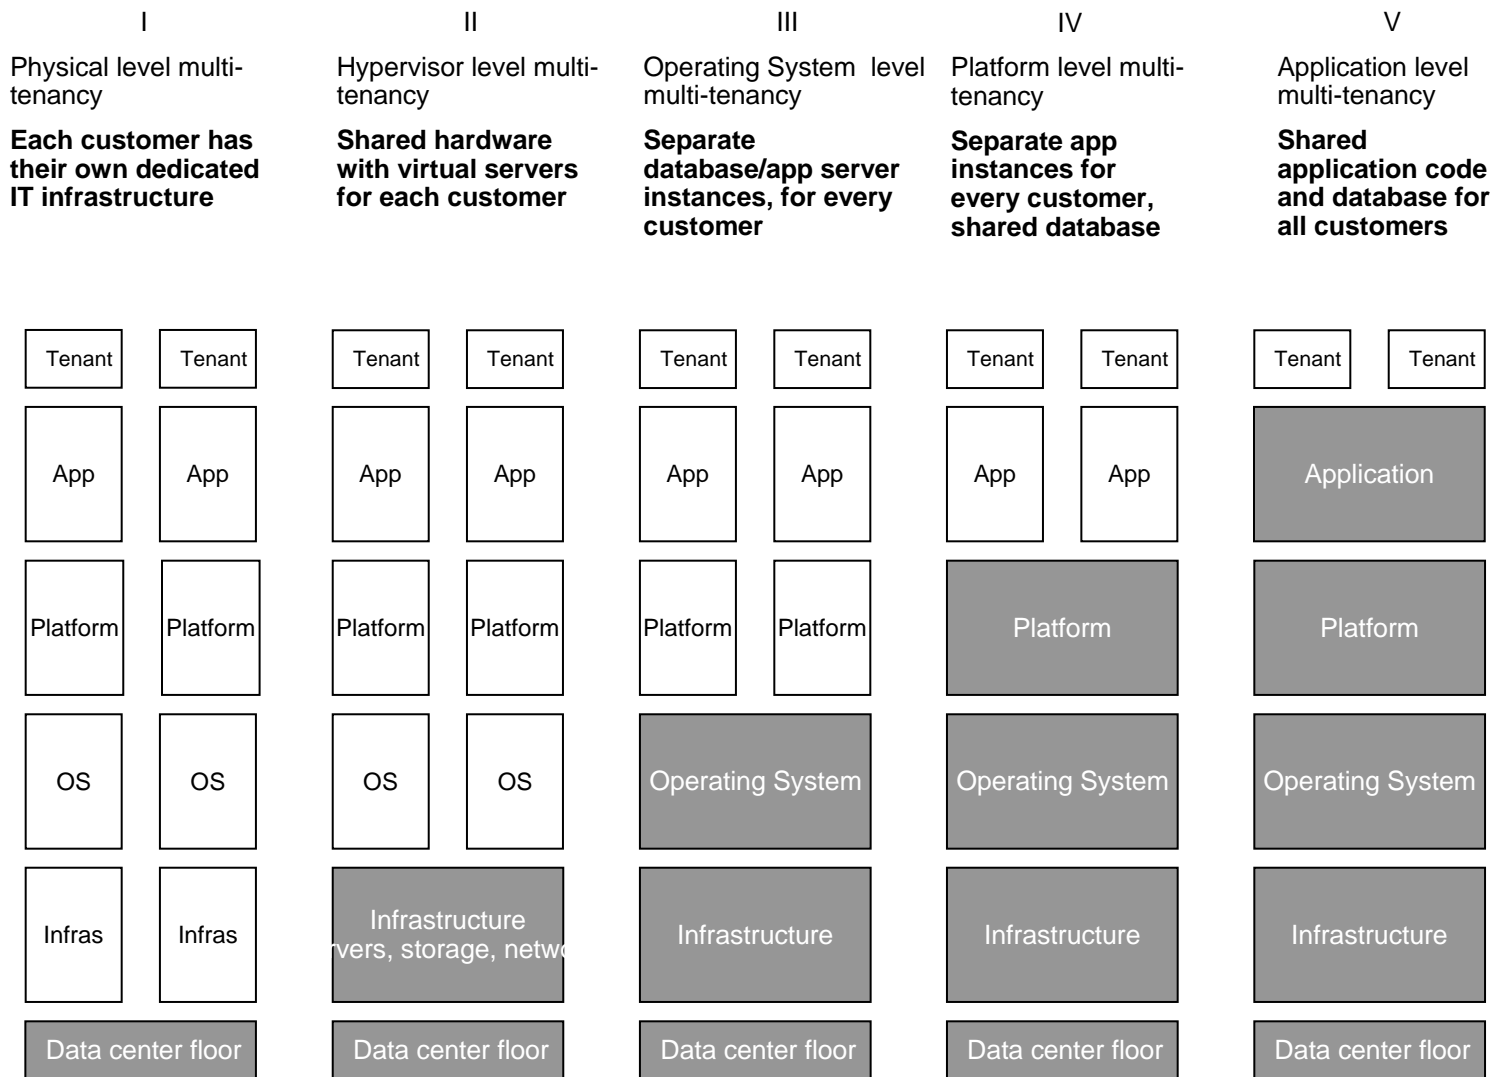 I
Physical level multi-
tenancy
Each customer has
their own dedicated
IT infrastructure
II
Hypervisor level multi-
tenancy
Shared hardware
with virtual servers
for each customer
III
Operating System level
multi-tenancy
Separate
database/app server
instances, for every
customer
IV
Platform level multi-
tenancy
Separate app
instances for
every customer,
shared database
V
Application level
multi-tenancy
Shared
application code
and database for
all customers
Tenant Tenant Tenant Tenant Tenant Tenant Tenant Tenant Tenant Tenant
App App App App App App App App Application
Platform Platform Platform Platform Platform Platform Platform Platform
OS OS OS OS Operating System Operating System Operating System
Infras Infras Infrastructure Infrastructure Infrastructure Infrastructure
rvers, storage, netwo
Data center floor Data center floor Data center floor Data center floor Data center floor